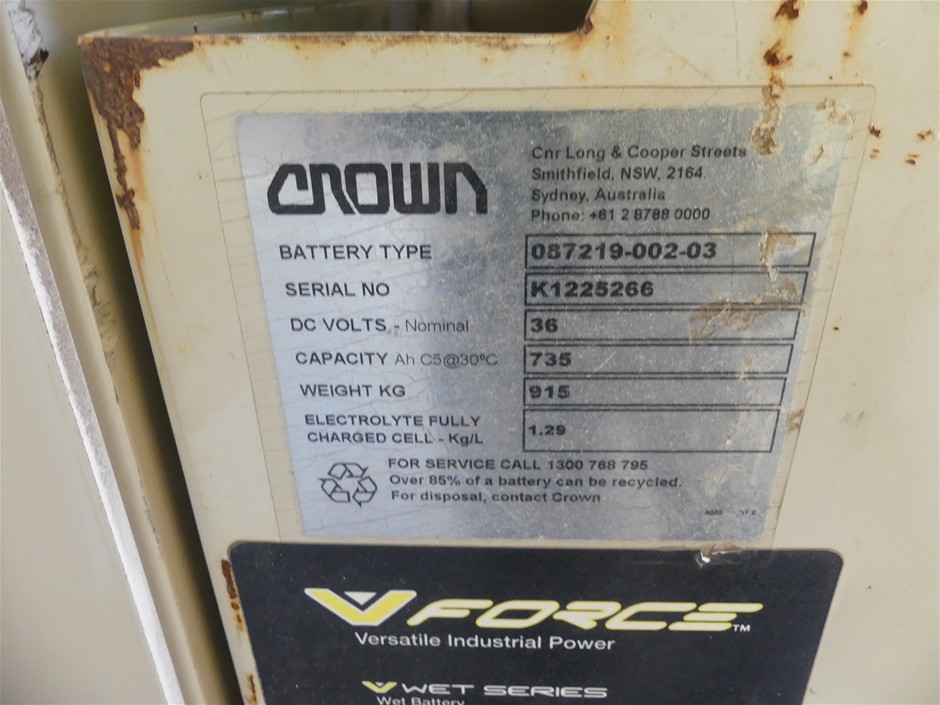 CROWN
Cnr Long & Cooper Streets
Smithfield, NSW, 2164
Sydney, Australia
Phone: +61 2 8788 0000
BATTERY TYPE 087219-002-03
SERIAL NO K1225266
DC VOLTS - Nominal 36
CAPACITY Ah C5@30ºC 735
WEIGHT KG 915
ELECTROLYTE FULLY
CHARGED CELL - Kg/L 1.29
FOR SERVICE CALL 1300 768 795
Over 85% of a battery can be recycled.
For disposal, contact Crown
V FORCE™
Versatile Industrial Power
V WET SERIES
Wet Battery